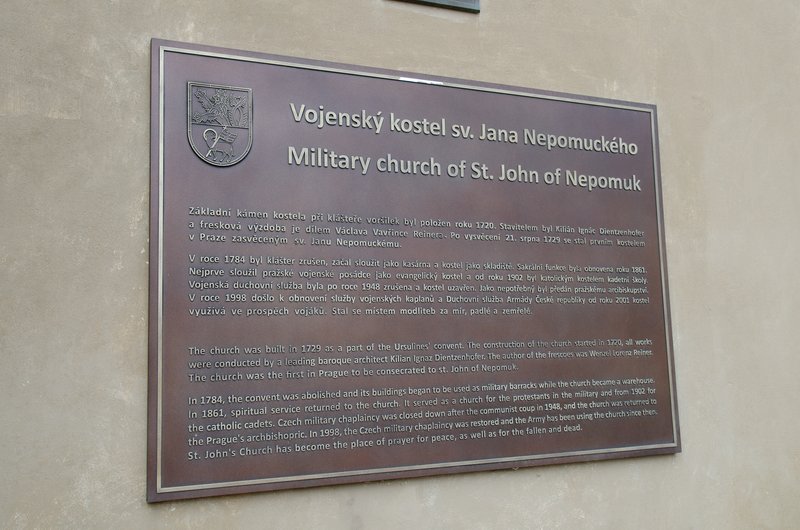 Vojenský kostel sv. Jana Nepomuckého
Military church of St. John of Nepomuk
Základní kámen kostela při klášteře voršilek byl položen roku 1720. Stavitelem byl Kilián Ignác Dientzenhofer
a fresková výzdoba je dílem Václava Vavřince Reinera. Po vysvěcení 21. srpna 1729 se stal prvním kostelem
v Praze zasvěceným sv. Janu Nepomuckému.
V roce 1784 byl klášter zrušen, začal sloužit jako kasárna a kostel jako skladiště. Sakrální funkce byla obnovena roku 1861.
Nejprve sloužil pražské vojenské posádce jako evangelický kostel a od roku 1902 byl katolickým kostelem kadetní školy.
Vojenská duchovní služba byla po roce 1948 zrušena a kostel uzavřen. Jako nepotřebný byl předán pražskému arcibiskupství.
V roce 1998 došlo k obnovení služby vojenských kaplanů a Duchovní služba Armády České republiky od roku 2001 kostel
využívá ve prospěch vojáků. Stal se místem modliteb za mír, padlé a zemřelé.
The church was built in 1729 as a part of the Ursulines' convent. The construction of the church started in 1720, all works
were conducted by a leading baroque architect Kilian Ignaz Dientzenhofer. The author of the frescoes was Wenzel Lorenz Reiner.
The church was the first in Prague to be consecrated to st. John of Nepomuk.
In 1784, the convent was abolished and its buildings began to be used as military barracks while the church became a warehouse.
In 1861, spiritual service returned to the church. It served as a church for the protestants in the military and from 1902 for
the catholic cadets. Czech military chaplaincy was closed down after the communist coup in 1948, and the church was returned to
the Prague's archbishopric. In 1998, the Czech military chaplaincy was restored and the Army has been using the church since then.
St. John's Church has become the place of prayer for peace, as well as for the fallen and dead.